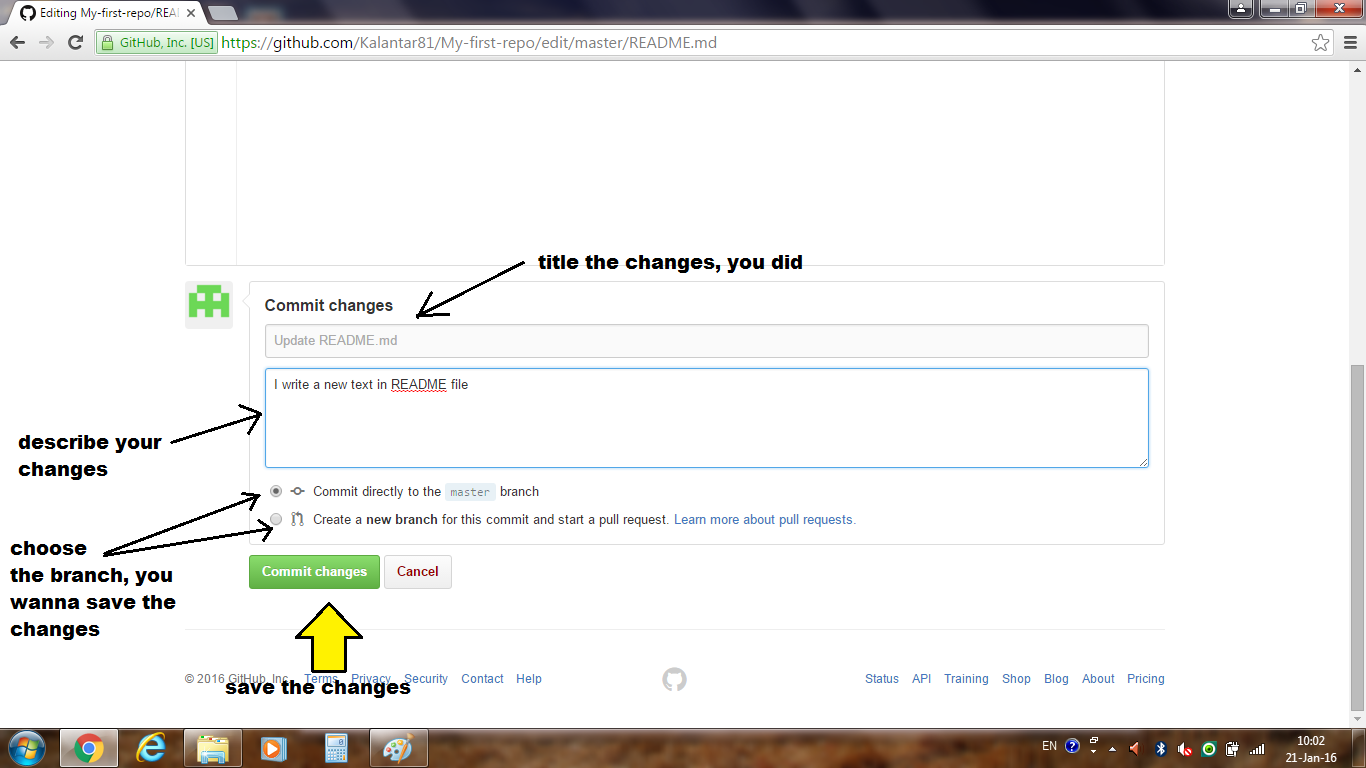 Editing My-first-repo/REA
GitHub, Inc. [US] https://github.com/Kalantar81/My-first-repo/edit/master/README.md
title the changes, you did
Commit changes
Update README.md
I write a new text in README file
describe your
changes
Commit directly to the master branch
Create a new branch for this commit and start a pull request. Learn more about pull requests.
choose
the branch, you
wanna save the
changes
Commit changes Cancel
© 2016 GitHub, Inc. Terms Privacy Security Contact Help
Status API Training Shop Blog About Pricing
save the changes
EN
10:02
21-Jan-16